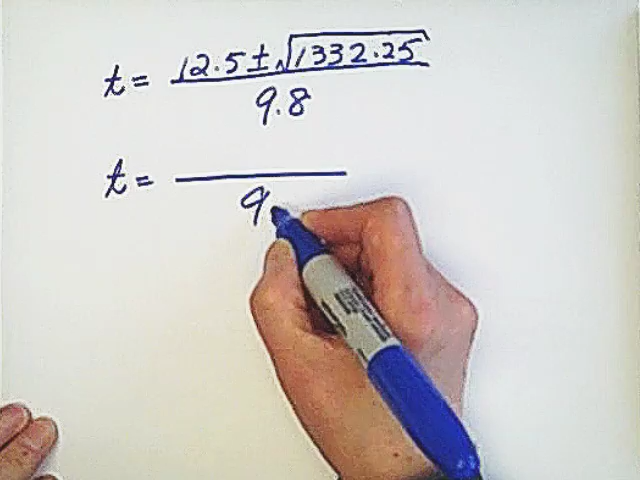 t = 12.5 ± √1332.25
9.8
t =
9